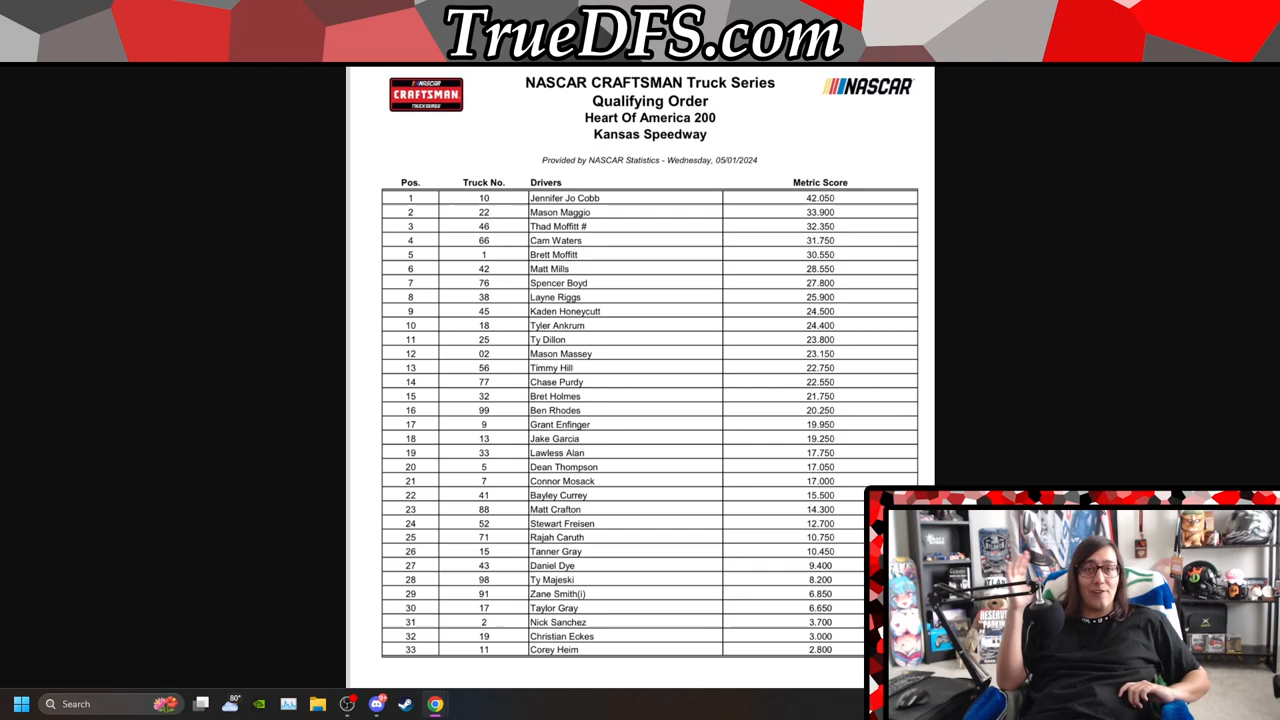 TrueDFS.com
NASCAR
CRAFTSMAN
TRUCK SERIES
NASCAR CRAFTSMAN Truck Series
NASCAR
Qualifying Order
Heart Of America 200
Kansas Speedway
Provided by NASCAR Statistics - Wednesday, 05/01/2024
Pos. Truck No. Drivers Metric Score
1 10 Jennifer Jo Cobb 42.050
2 22 Mason Maggio 33.900
3 46 Thad Moffitt # 32.350
4 66 Cam Waters 31.750
5 1 Brett Moffitt 30.550
6 42 Matt Mills 28.550
7 76 Spencer Boyd 27.800
8 38 Layne Riggs 25.900
9 45 Kaden Honeycutt 24.500
10 18 Tyler Ankrum 24.400
11 25 Ty Dillon 23.800
12 02 Mason Massey 23.150
13 56 Timmy Hill 22.750
14 77 Chase Purdy 22.550
15 32 Bret Holmes 21.750
16 99 Ben Rhodes 20.250
17 9 Grant Enfinger 19.950
18 13 Jake Garcia 19.250
19 33 Lawless Alan 17.750
20 5 Dean Thompson 17.050
21 7 Connor Mosack 17.000
22 41 Bayley Currey 15.500
23 88 Matt Crafton 14.300
24 52 Stewart Freisen 12.700
25 71 Rajah Caruth 10.750
26 15 Tanner Gray 10.450
27 43 Daniel Dye 9.400
28 98 Ty Majeski 8.200
29 91 Zane Smith(i) 6.850
30 17 Taylor Gray 6.650
31 2 Nick Sanchez 3.700
32 19 Christian Eckes 3.000
33 11 Corey Heim 2.800
RESERVED
PARKING
Search
80°